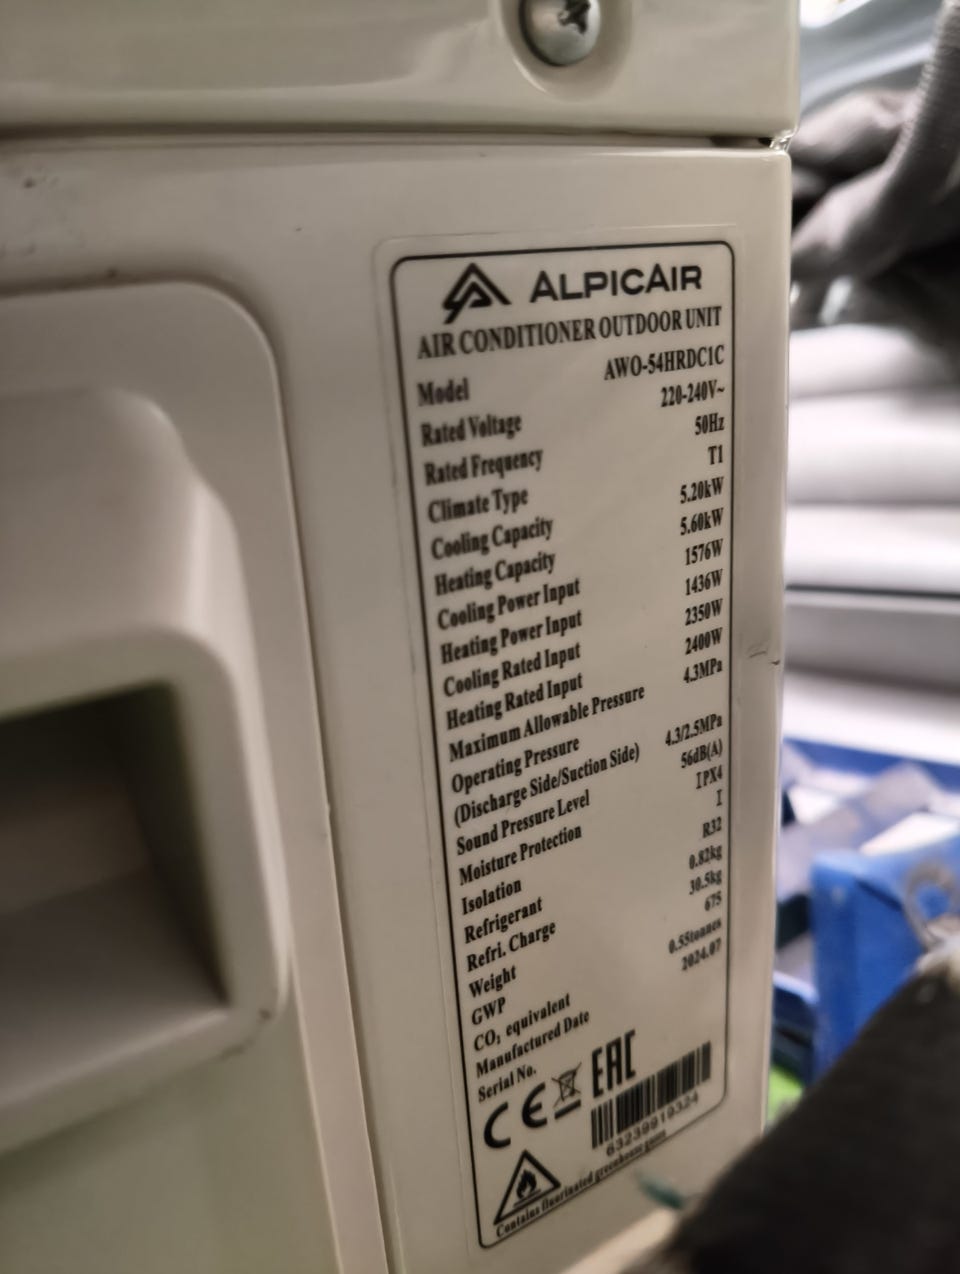 ALPICAIR
AIR CONDITIONER OUTDOOR UNIT
Model AWO-54HRDC1C
Rated Voltage 220-240V~
Rated Frequency 50Hz
Climate Type T1
Cooling Capacity 5.20kW
Heating Capacity 5.60kW
Cooling Power Input 1576W
Heating Power Input 1436W
Cooling Rated Input 2350W
Heating Rated Input 2400W
Maximum Allowable Pressure 4.3MPa
Operating Pressure
(Discharge Side/Suction Side) 4.3/2.5MPa
Sound Pressure Level 56dB(A)
Moisture Protection IPX4
Isolation I
Refrigerant R32
Refri. Charge 0.82kg
Weight 30.5kg
GWP 675
CO₂ equivalent 0.55tonnes
Manufactured Date 2024.07
Serial No.
CE EAC
63239919324
Contains fluorinated greenhouse gases